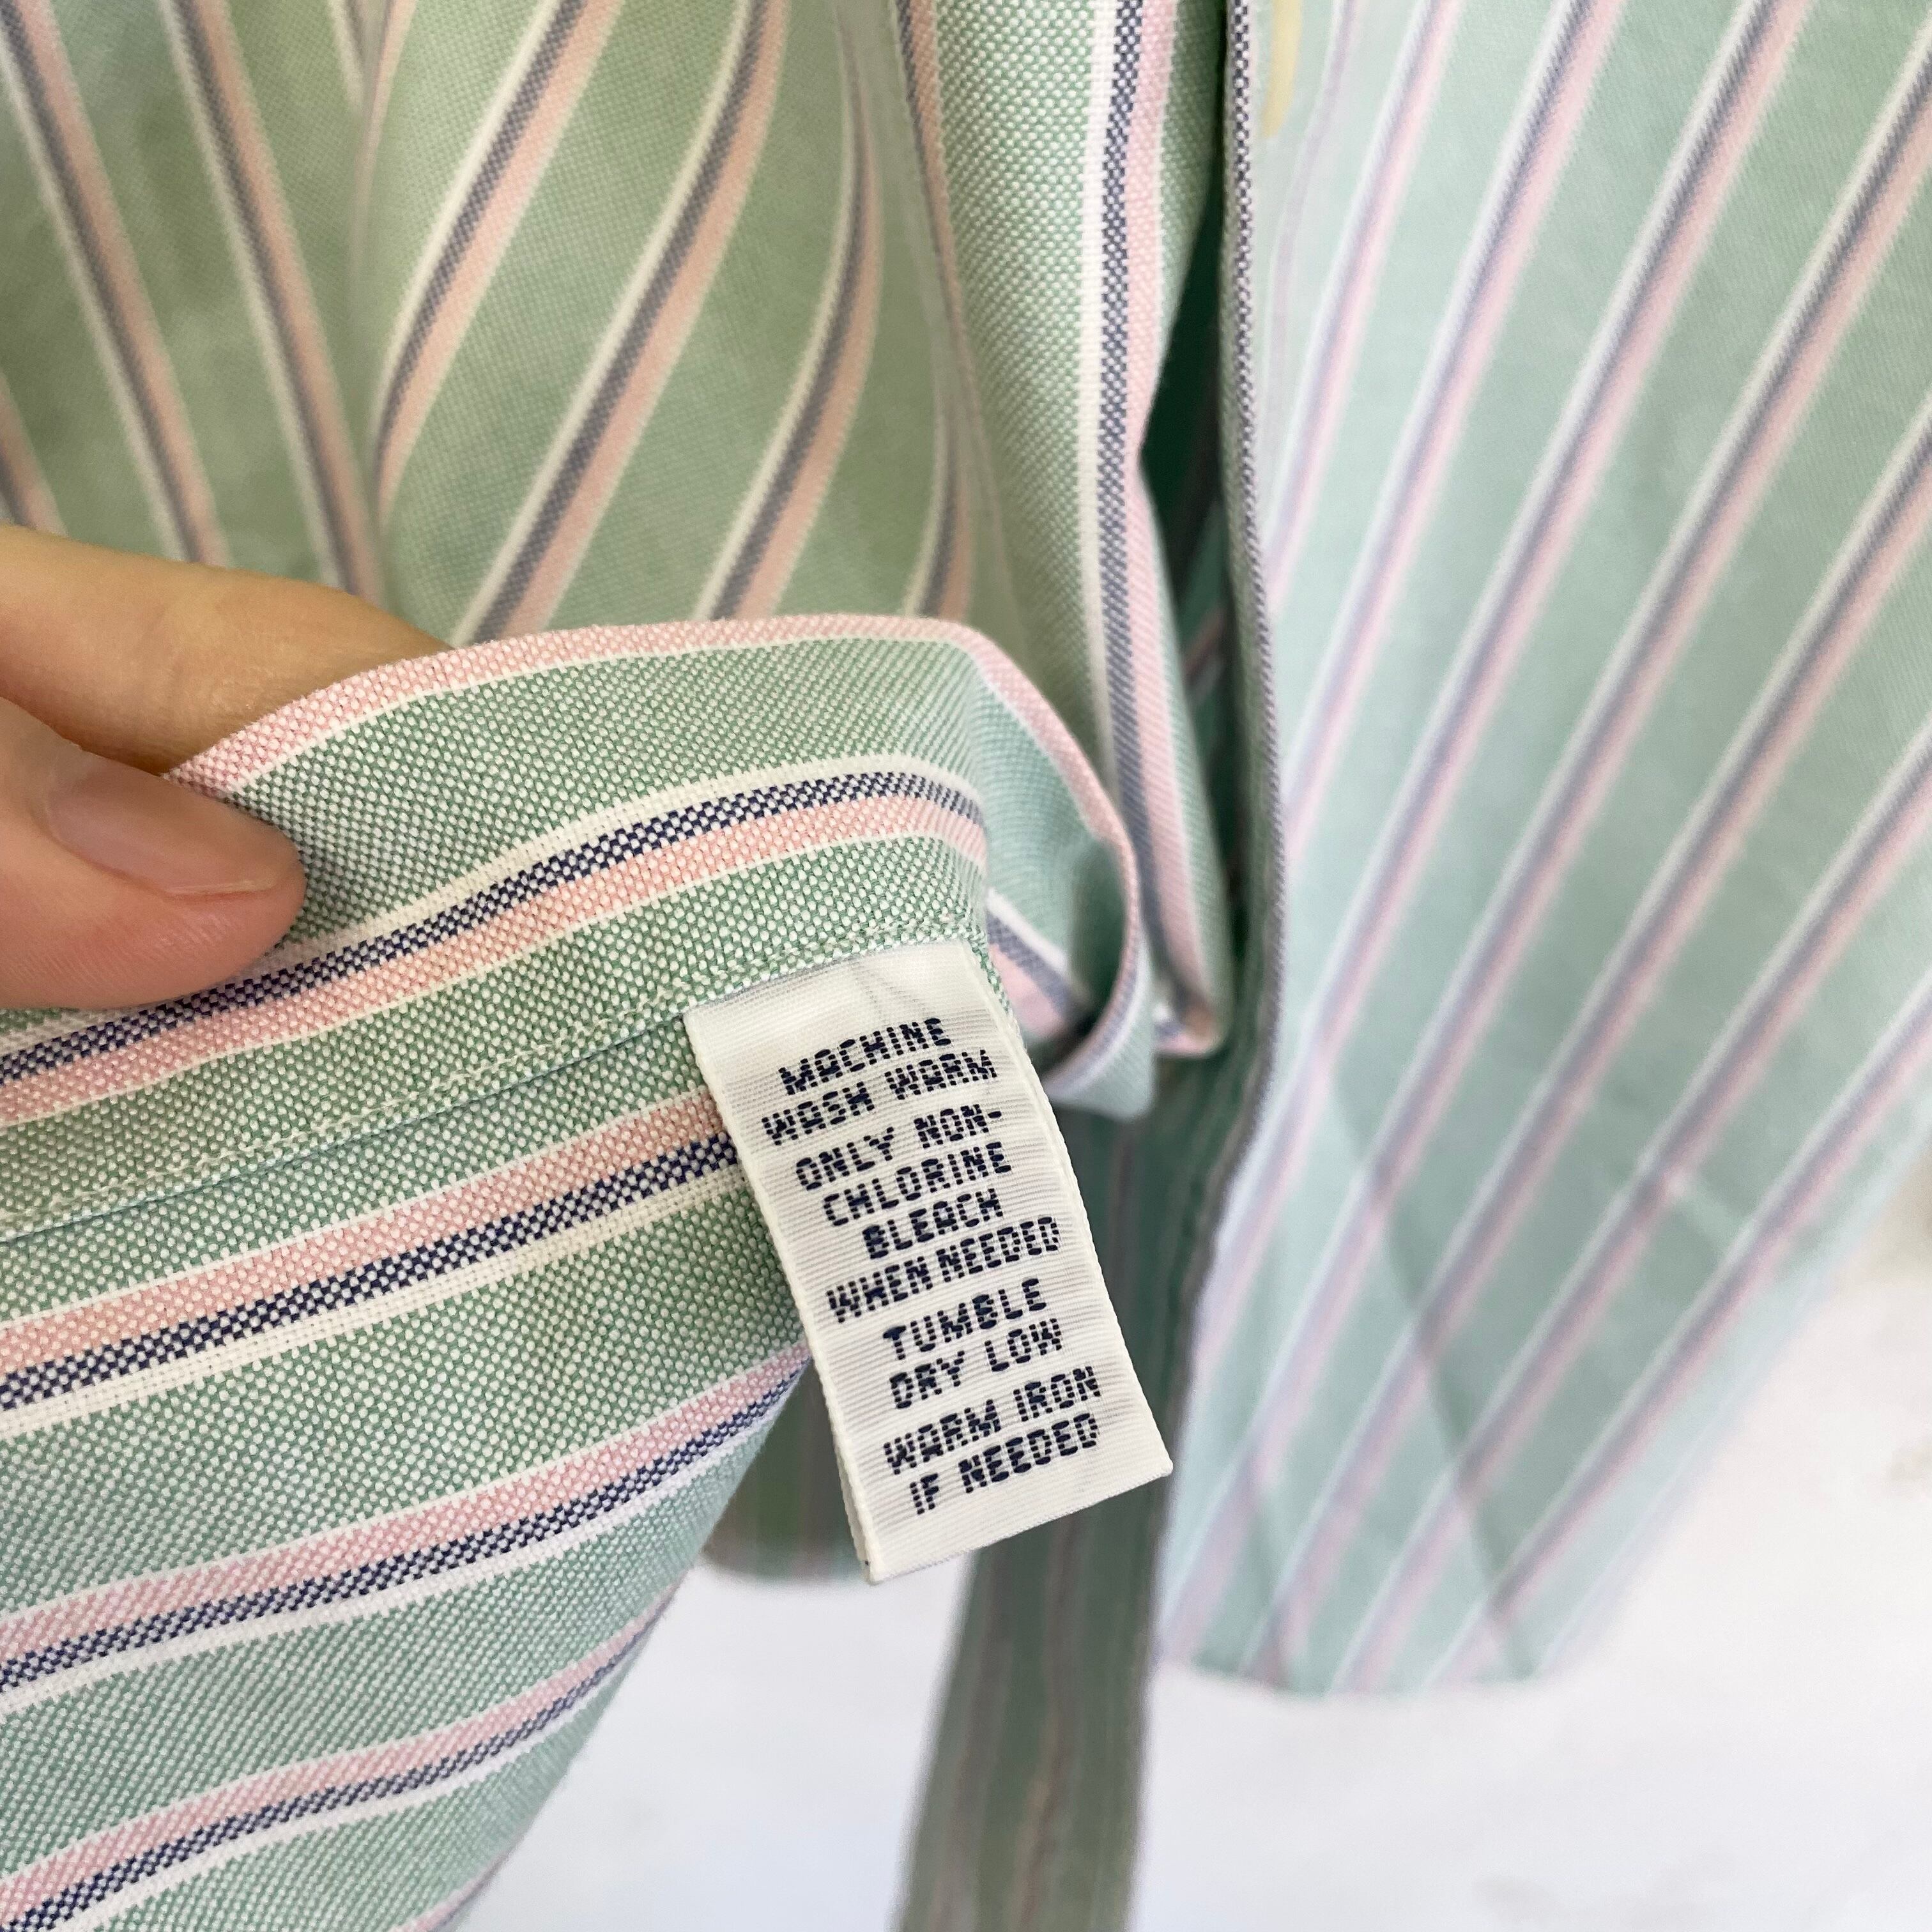 MACHINE
WASH WARM
ONLY NON-
CHLORINE
BLEACH
WHEN NEEDED
TUMBLE
DRY LOW
WARM IRON
IF NEEDED